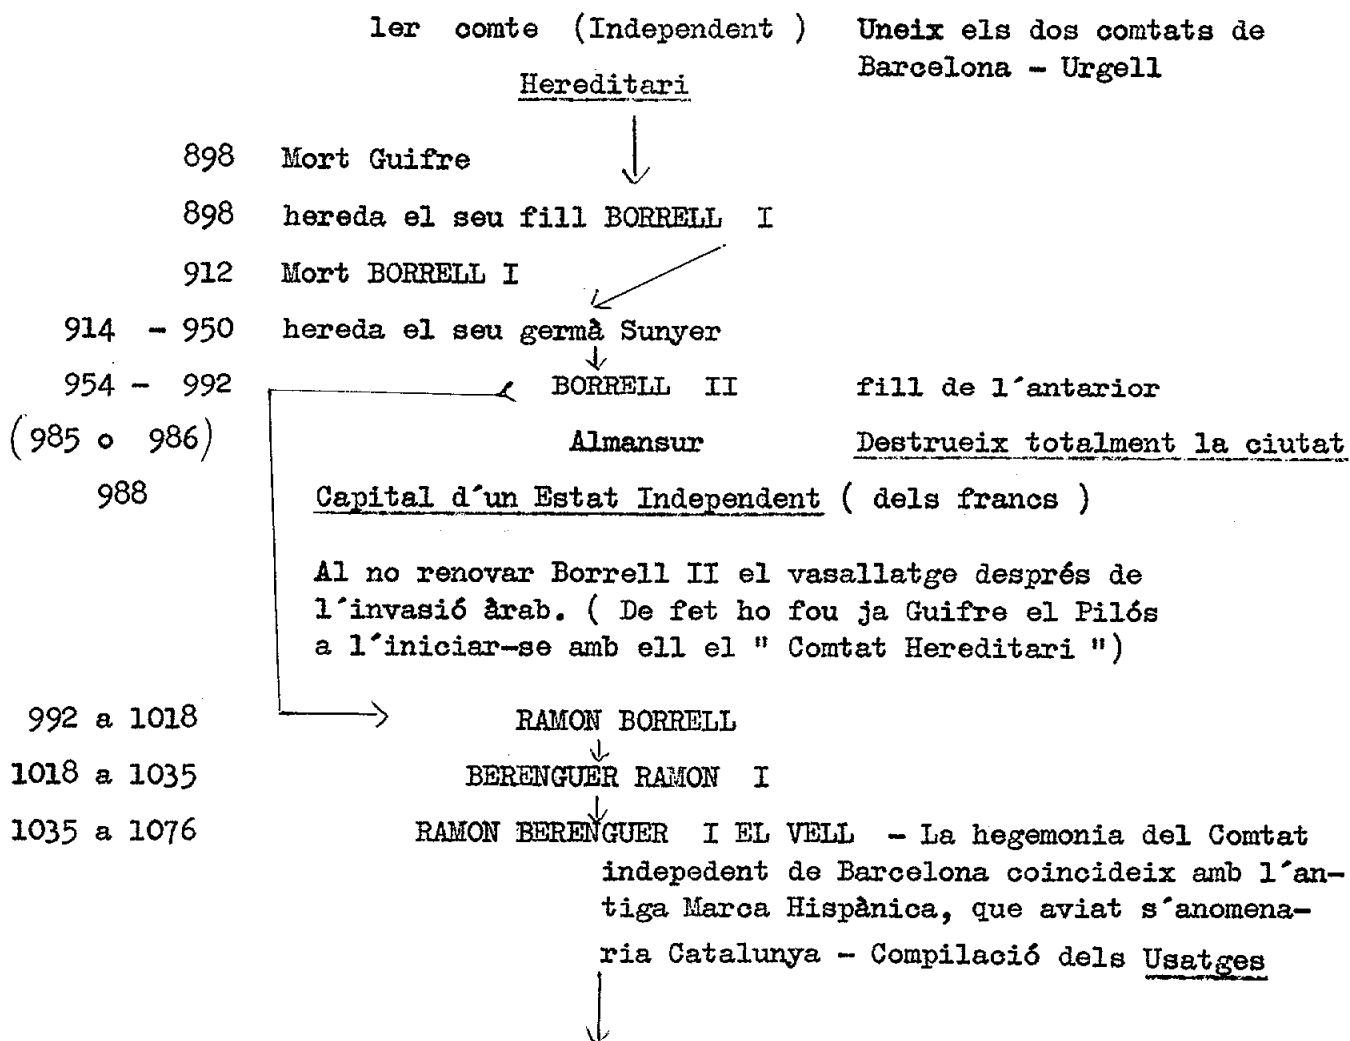 1er comte (Independent ) Uneix els dos comtats de
Barcelona - Urgell
Hereditari
898 Mort Guifre
898 hereda el seu fill BORRELL I
912 Mort BORRELL I
914 - 950 hereda el seu germà Sunyer
954 - 992 BORRELL II fill de l'antarior
(985 o 986) Almansur Destrueix totalment la ciutat
988 Capital d'un Estat Independent ( dels francs )
Al no renovar Borrell II el vasallatge després de
l'invasió àrab. ( De fet ho fou ja Guifre el Pilós
a l'iniciar-se amb ell el " Comtat Hereditari ")
992 a 1018 RAMON BORRELL
1018 a 1035 BERENGUER RAMON I
1035 a 1076 RAMON BERENGUER I EL VELL - La hegemonia del Comtat
indepedent de Barcelona coincideix amb l'an-
tiga Marca Hispànica, que aviat s'anomena-
ria Catalunya - Compilació dels Usatges